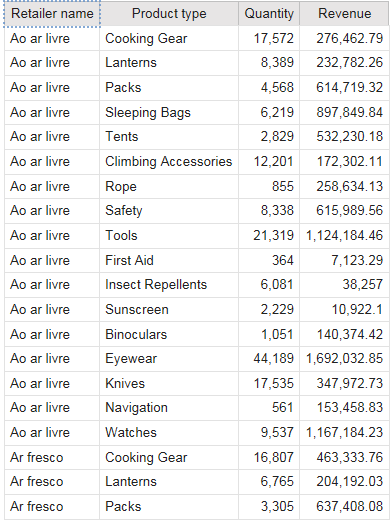 Retailer name Product type Quantity Revenue
Ao ar livre Cooking Gear 17,572 276,462.79
Ao ar livre Lanterns 8,389 232,782.26
Ao ar livre Packs 4,568 614,719.32
Ao ar livre Sleeping Bags 6,219 897,849.84
Ao ar livre Tents 2,829 532,230.18
Ao ar livre Climbing Accessories 12,201 172,302.11
Ao ar livre Rope 855 258,634.13
Ao ar livre Safety 8,338 615,989.56
Ao ar livre Tools 21,319 1,124,184.46
Ao ar livre First Aid 364 7,123.29
Ao ar livre Insect Repellents 6,081 38,257
Ao ar livre Sunscreen 2,229 10,922.1
Ao ar livre Binoculars 1,051 140,374.42
Ao ar livre Eyewear 44,189 1,692,032.85
Ao ar livre Knives 17,535 347,972.73
Ao ar livre Navigation 561 153,458.83
Ao ar livre Watches 9,537 1,167,184.23
Ar fresco Cooking Gear 16,807 463,333.76
Ar fresco Lanterns 6,765 204,192.03
Ar fresco Packs 3,305 637,408.08